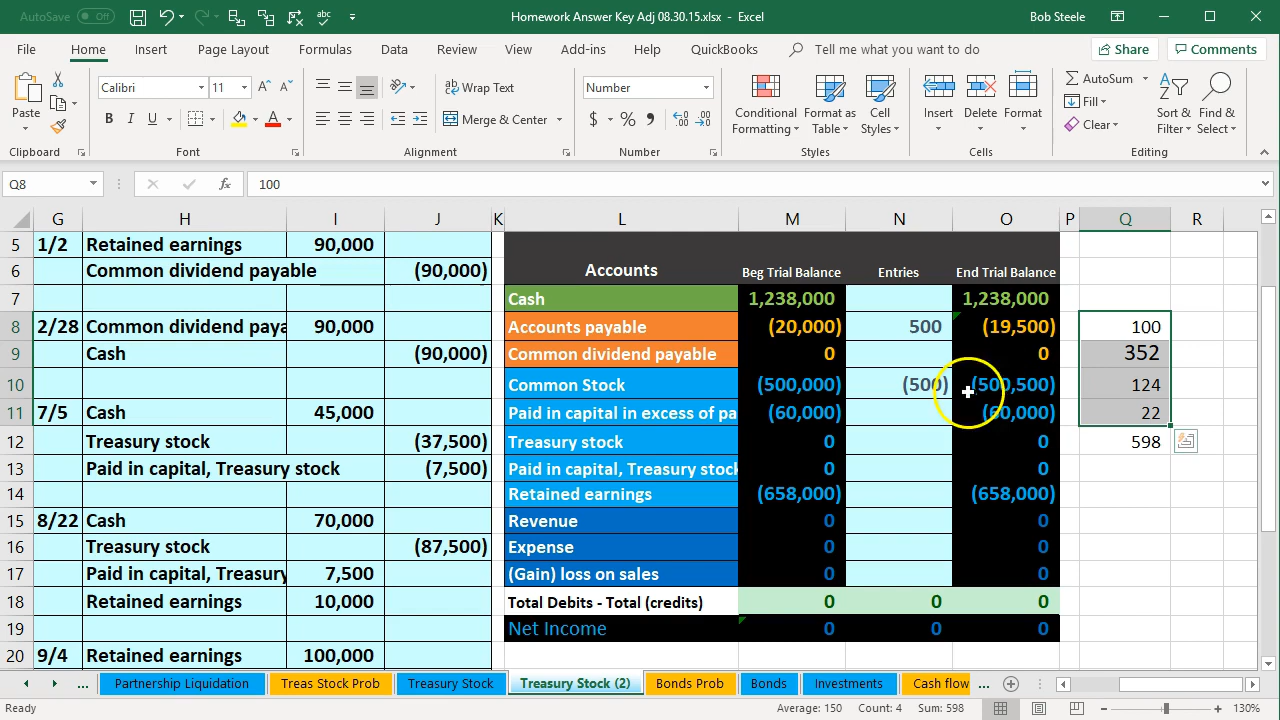 AutoSave Off Homework Answer Key Adj 08.30.15.xlsx - Excel Bob Steele
File Home Insert Page Layout Formulas Data Review View Add-ins Help QuickBooks Tell me what you want to do Share Comments
Calibri 11 Wrap Text Number AutoSum
Paste Merge & Center Conditional Formatting Format as Table Cell Styles Insert Delete Format Fill Clear Sort & Filter Find & Select
Clipboard Font Alignment Number Styles Cells Editing
Q8 fx 100
G H I J K L M N O P Q R
5 1/2 Retained earnings 90,000
6 Common dividend payable (90,000) Accounts Beg Trial Balance Entries End Trial Balance
7 Cash 1,238,000 1,238,000
8 2/28 Common dividend paya 90,000 Accounts payable (20,000) 500 (19,500) 100
9 Cash (90,000) Common dividend payable 0 0 352
10 Common Stock (500,000) (500) (500,500) 124
11 7/5 Cash 45,000 Paid in capital in excess of pa (60,000) (60,000) 22
12 Treasury stock (37,500) Treasury stock 0 0 598
13 Paid in capital, Treasury stock (7,500) Paid in capital, Treasury stock 0 0
14 Retained earnings (658,000) (658,000)
15 8/22 Cash 70,000 Revenue 0 0
16 Treasury stock (87,500) Expense 0 0
17 Paid in capital, Treasury 7,500 (Gain) loss on sales 0 0
18 Retained earnings 10,000 Total Debits - Total (credits) 0 0 0
19 Net Income 0 0 0
20 9/4 Retained earnings 100,000
... Partnership Liquidation Treas Stock Prob Treasury Stock Treasury Stock (2) Bonds Prob Bonds Investments Cash flow ...
Ready Average: 150 Count: 4 Sum: 598 130%